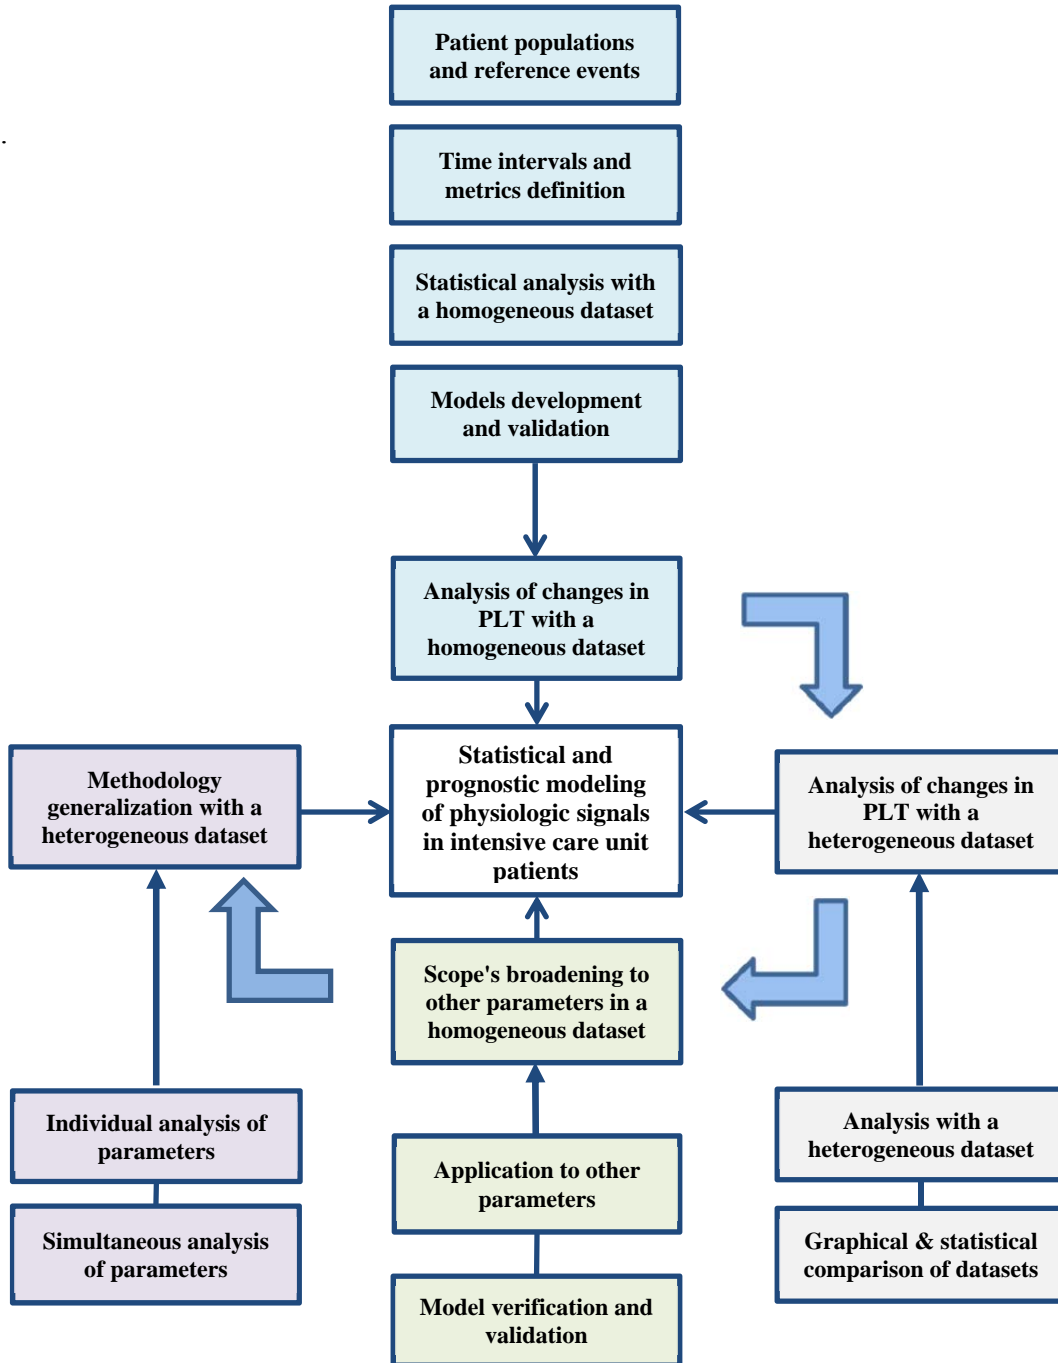 Patient populations
and reference events
.
Time intervals and
metrics definition
Statistical analysis with
a homogeneous dataset
Models development
and validation
Analysis of changes in
PLT with a
homogeneous dataset
Statistical and
prognostic modeling
of physiologic signals
in intensive care unit
patients
Methodology
generalization with a
heterogeneous dataset
Analysis of changes in
PLT with a
heterogeneous dataset
Scope's broadening to
other parameters in a
homogeneous dataset
Individual analysis of
parameters
Simultaneous analysis
of parameters
Application to other
parameters
Model verification and
validation
Analysis with a
heterogeneous dataset
Graphical & statistical
comparison of datasets